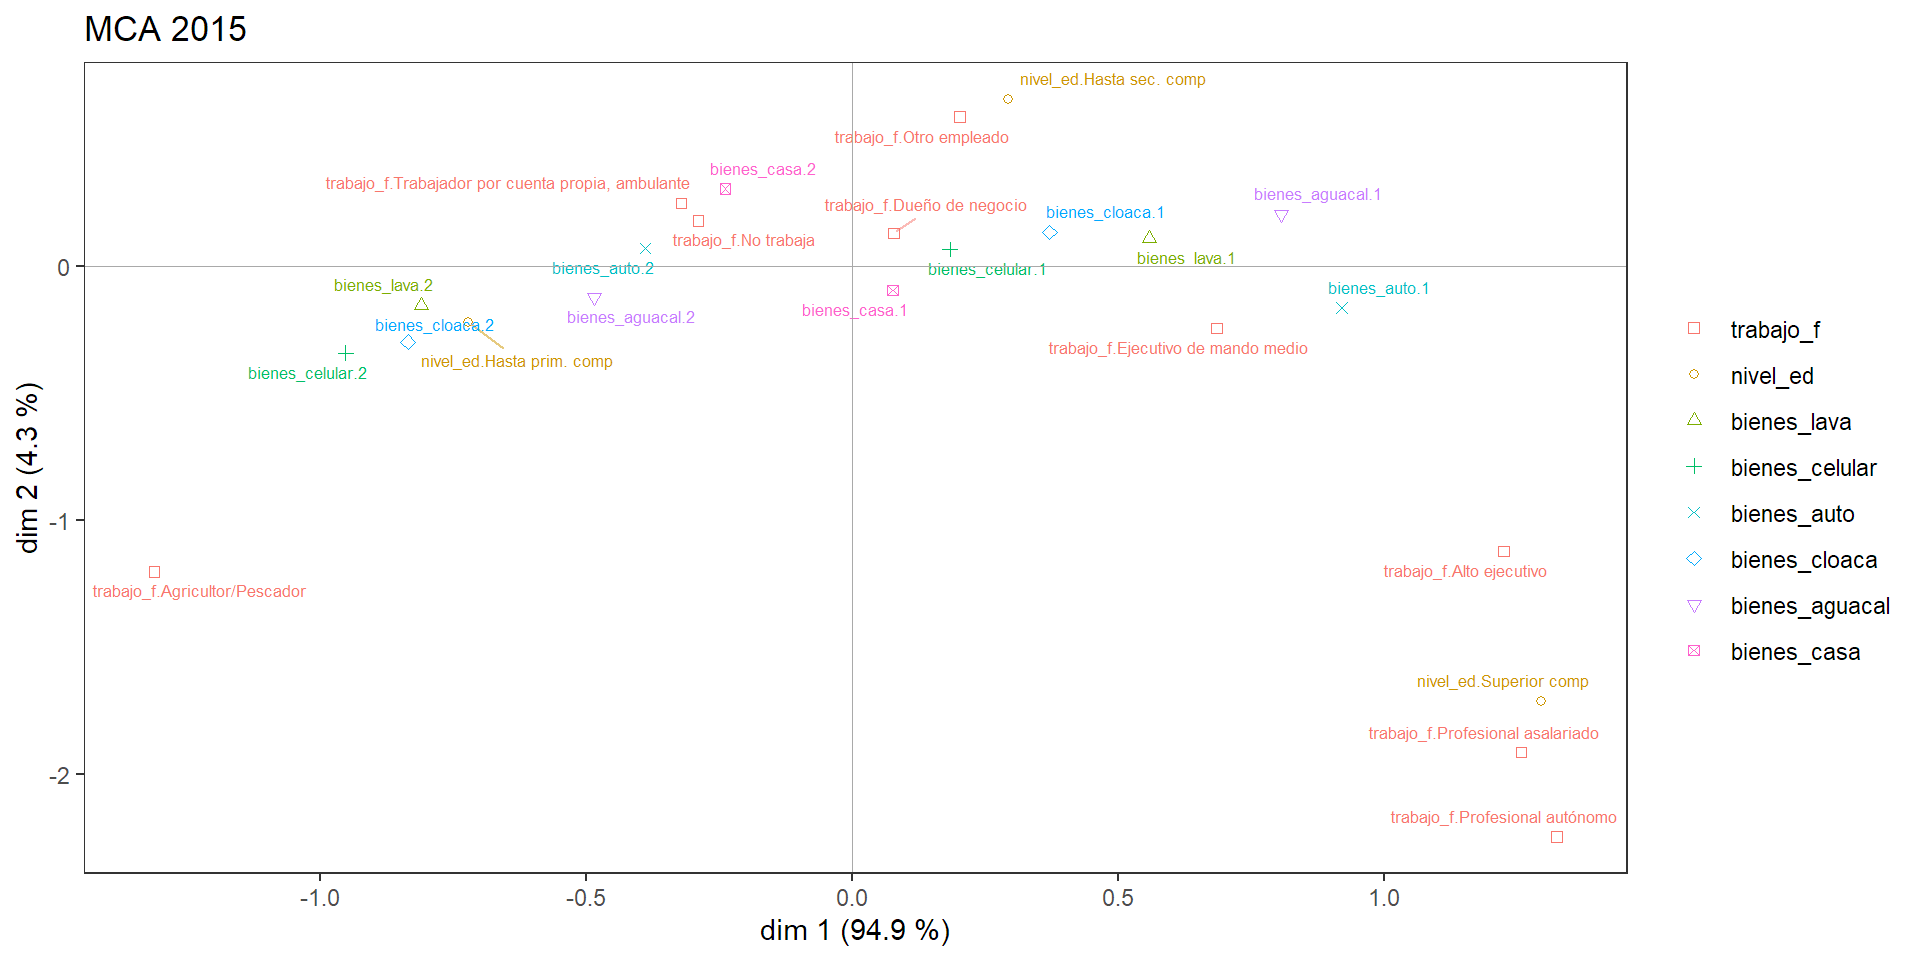 MCA 2015
nivel_ed.Hasta sec. comp
trabajo_f.Otro empleado
bienes_casa.2
trabajo_f.Trabajador por cuenta propia, ambulante
bienes_aguacal.1
trabajo_f.Dueño de negocio
bienes_cloaca.1
trabajo_f.No trabaja
bienes_lava.1
bienes_auto.2
bienes_celular.1
bienes_lava.2
bienes_auto.1
bienes_casa.1
bienes_aguacal.2
bienes_cloaca.2
trabajo_f.Ejecutivo de mando medio
nivel_ed.Hasta prim. comp
bienes_celular.2
trabajo_f.Alto ejecutivo
trabajo_f.Agricultor/Pescador
nivel_ed.Superior comp
trabajo_f.Profesional asalariado
trabajo_f.Profesional autónomo
0
-1
-2
dim 2 (4.3 %)
-1.0
-0.5
0.0
0.5
1.0
dim 1 (94.9 %)
trabajo_f
nivel_ed
bienes_lava
bienes_celular
bienes_auto
bienes_cloaca
bienes_aguacal
bienes_casa